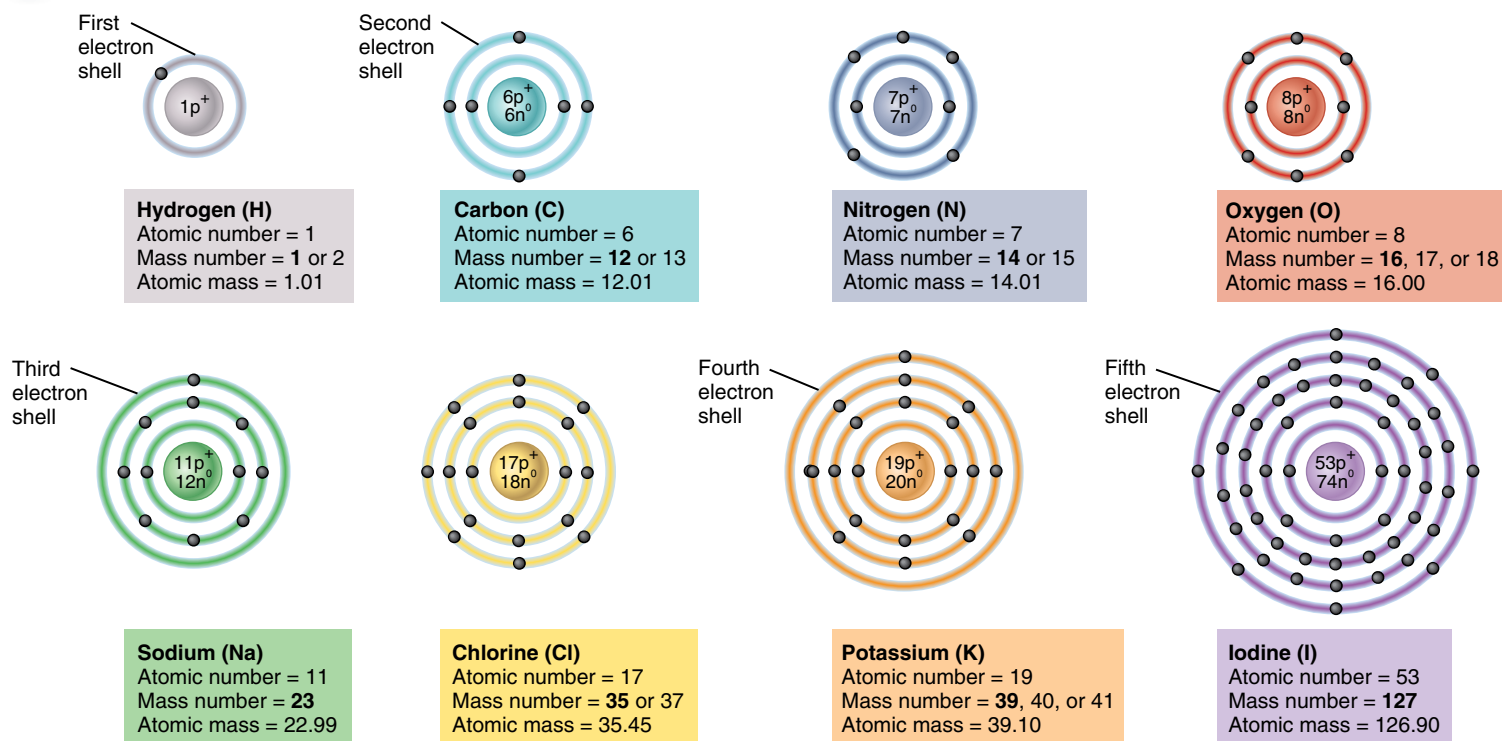 First
electron
shell
1p+
Hydrogen (H)
Atomic number = 1
Mass number = 1 or 2
Atomic mass = 1.01
Second
electron
shell
6p+
6n0
Carbon (C)
Atomic number = 6
Mass number = 12 or 13
Atomic mass = 12.01
7p+
7n0
Nitrogen (N)
Atomic number = 7
Mass number = 14 or 15
Atomic mass = 14.01
8p+
8n0
Oxygen (O)
Atomic number = 8
Mass number = 16, 17, or 18
Atomic mass = 16.00
Third
electron
shell
11p+
12n0
Sodium (Na)
Atomic number = 11
Mass number = 23
Atomic mass = 22.99
17p+
18n0
Chlorine (Cl)
Atomic number = 17
Mass number = 35 or 37
Atomic mass = 35.45
Fourth
electron
shell
19p+
20n0
Potassium (K)
Atomic number = 19
Mass number = 39, 40, or 41
Atomic mass = 39.10
Fifth
electron
shell
53p+
74n0
Iodine (I)
Atomic number = 53
Mass number = 127
Atomic mass = 126.90